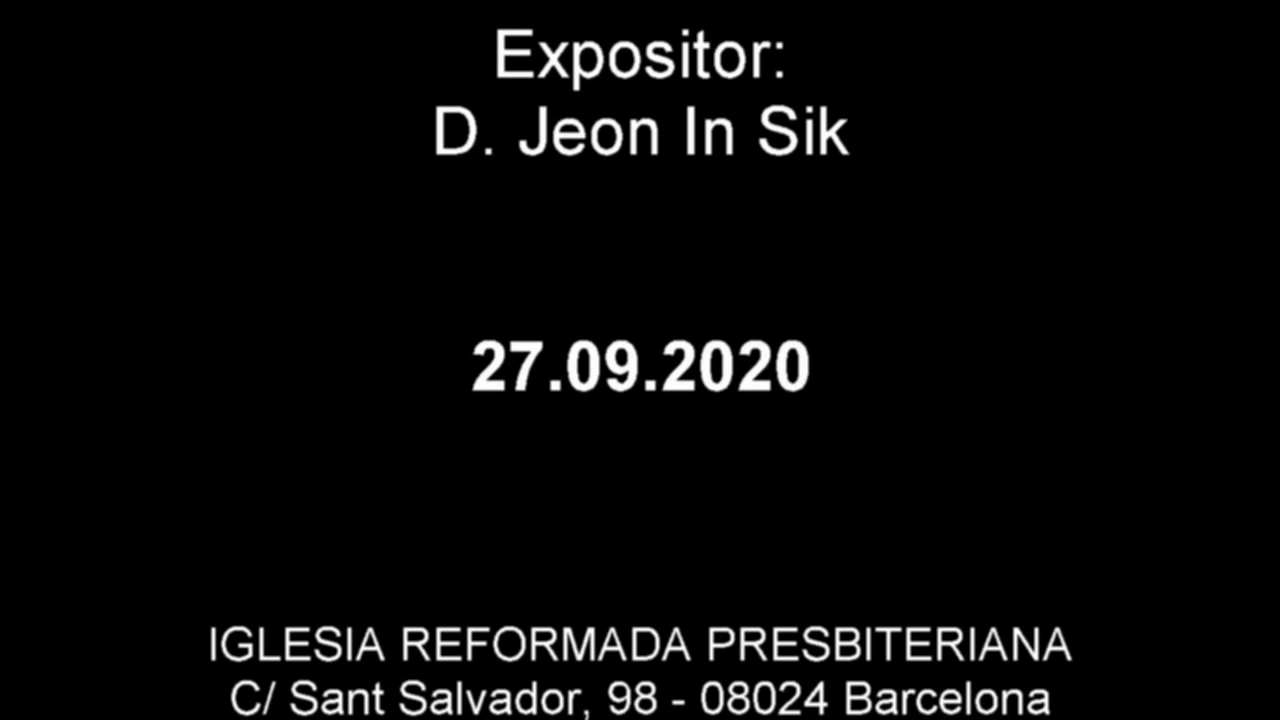 Expositor:
D. Jeon In Sik
27.09.2020
IGLESIA REFORMADA PRESBITERIANA
C/ Sant Salvador, 98 - 08024 Barcelona